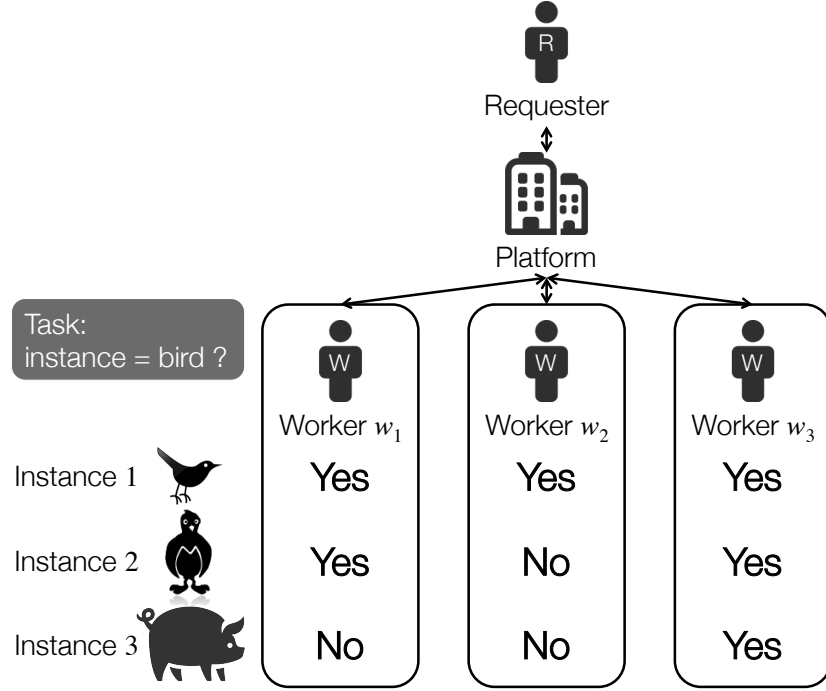 R
Requester
Platform
Task:
instance = bird ?
W W W
Worker w₁ Worker w₂ Worker w₃
Instance 1 Yes Yes Yes
Instance 2 Yes No Yes
Instance 3 No No Yes